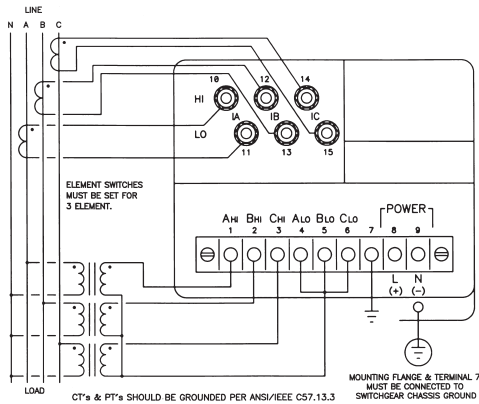 LINE
N A B C
10 12 14
HI IA IB IC
LO
11 13 15
ELEMENT SWITCHES
MUST BE SET FOR
3 ELEMENT.
POWER
AHI BHI CHI ALO BLO CLO
1 2 3 4 5 6 7 8 9
L N
(+) (-)
LOAD
CT's & PT's SHOULD BE GROUNDED PER ANSI/IEEE C57.13.3
MOUNTING FLANGE & TERMINAL 7
MUST BE CONNECTED TO
SWITCHGEAR CHASSIS GROUND